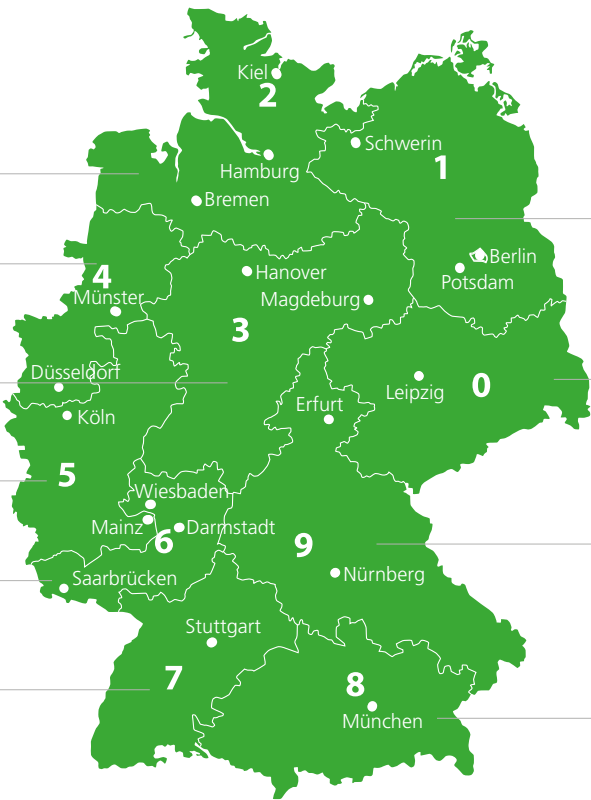 Kiel
2
Schwerin
1
Hamburg
Bremen
Berlin
4
Hanover
Potsdam
Münster
Magdeburg
3
Düsseldorf
Leipzig
0
Erfurt
Köln
5
Wiesbaden
Mainz
Darmstadt
6
9
Saarbrücken
Nürnberg
Stuttgart
7
8
München